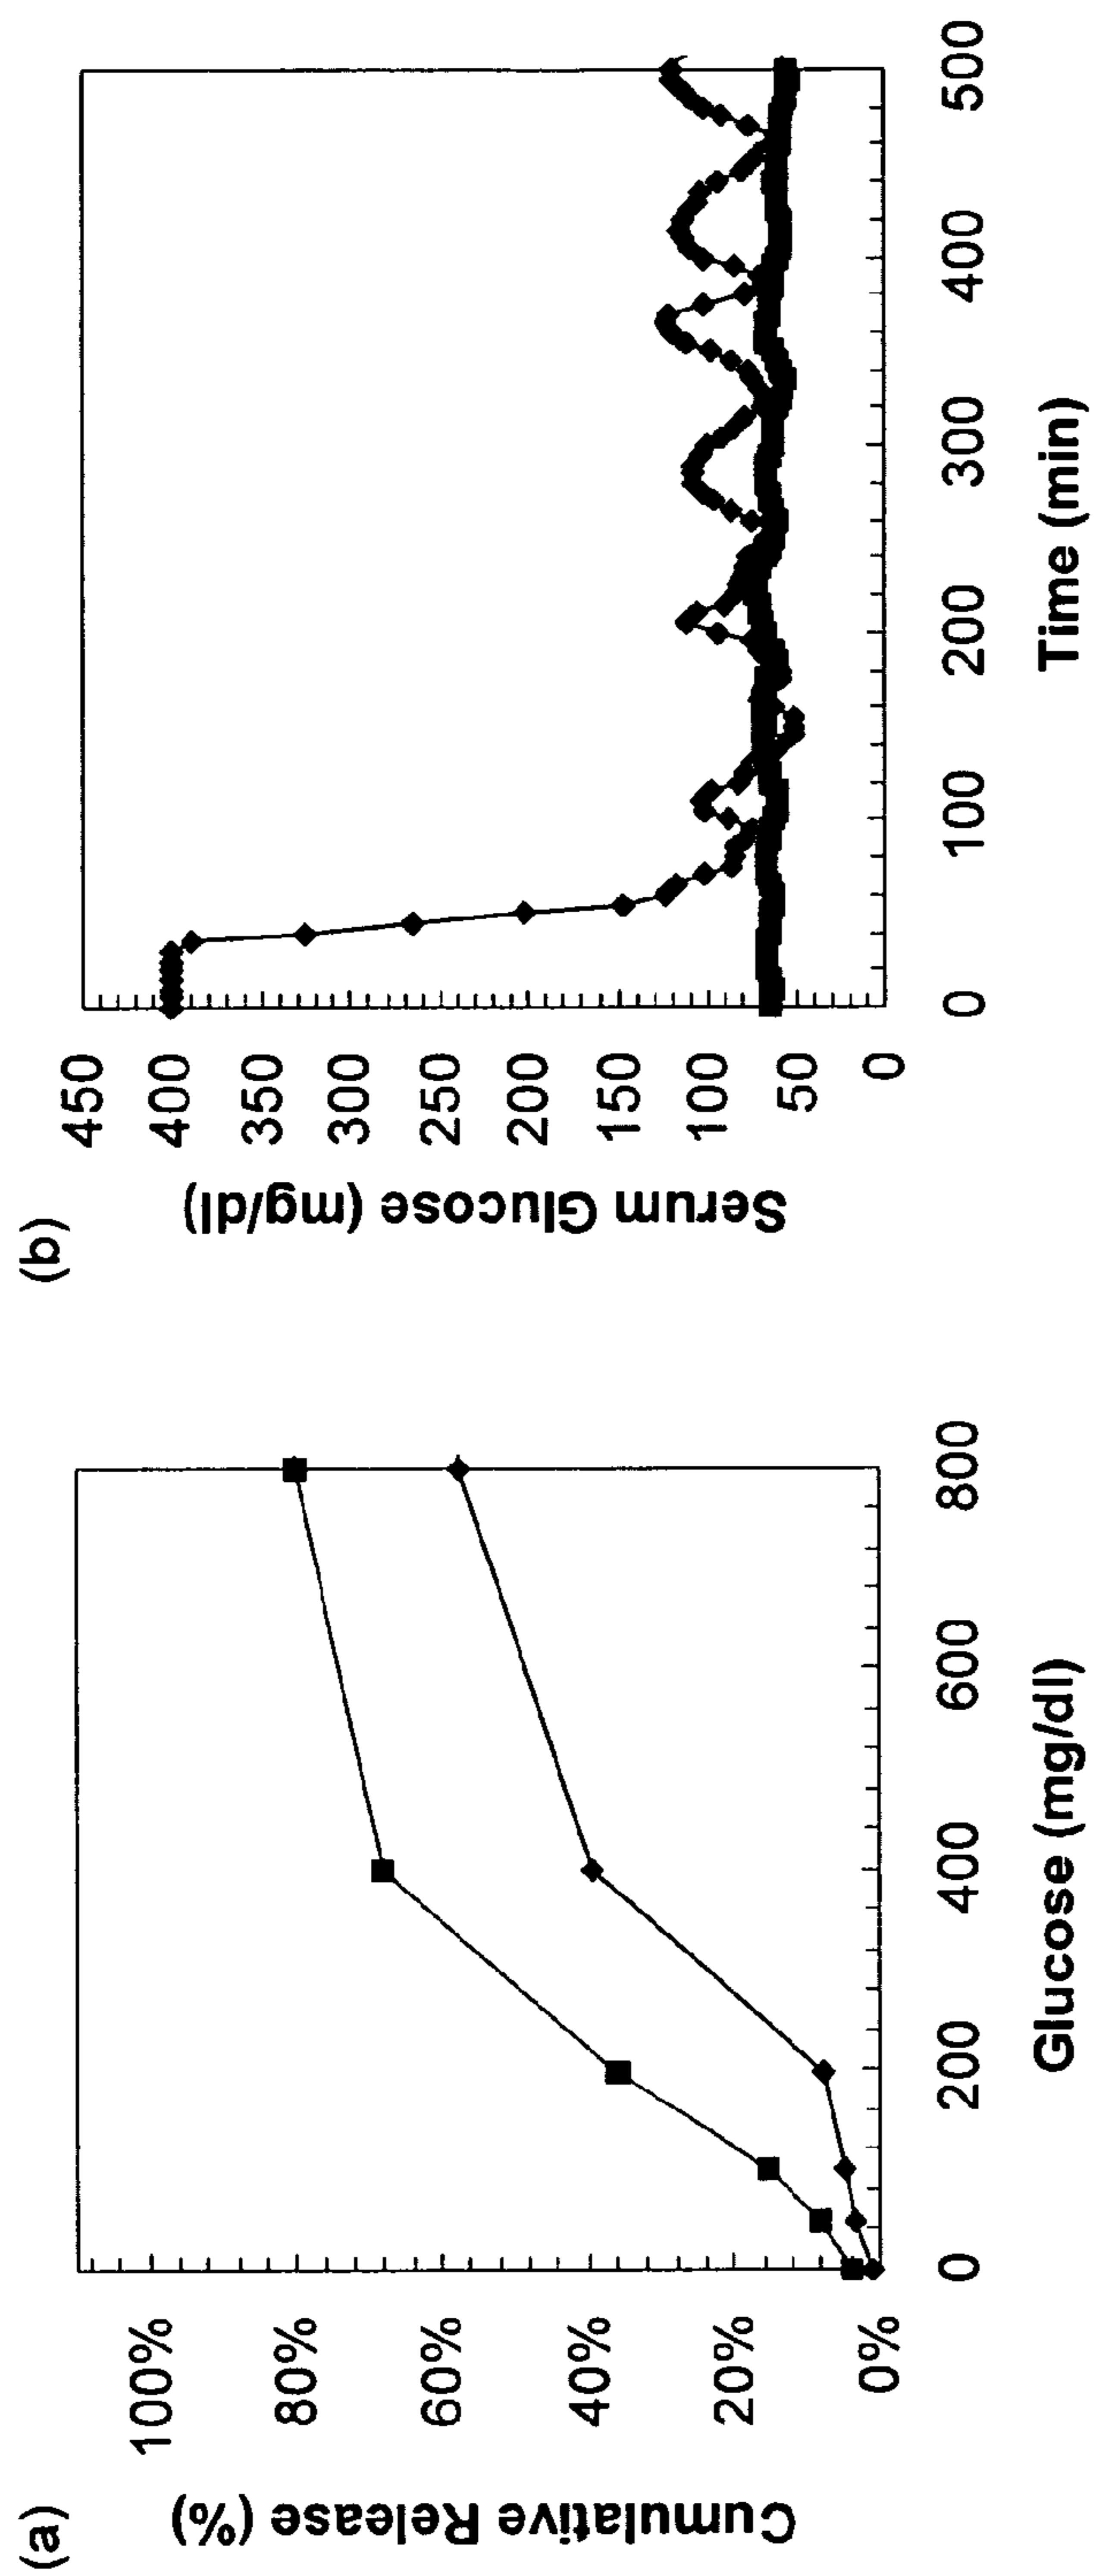 (a)
Cumulative Release (%)
100%
80%
60%
40%
20%
0%
0 200 400 600 800
Glucose (mg/dl)
(b)
Serum Glucose (mg/dl)
450
400
350
300
250
200
150
100
50
0
0 100 200 300 400 500
Time (min)